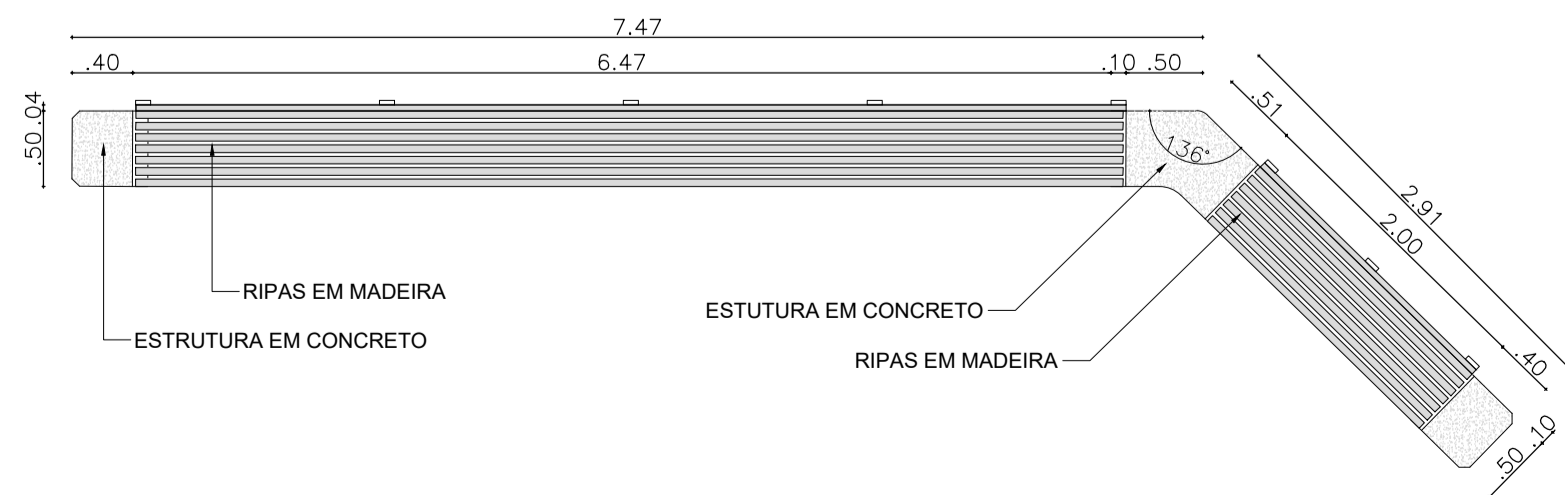 7.47
.40 6.47 .10 .50
.04
.50
136°
.51
2.91
2.00
.40
.10
.50
RIPAS EM MADEIRA
ESTRUTURA EM CONCRETO
ESTUTURA EM CONCRETO
RIPAS EM MADEIRA